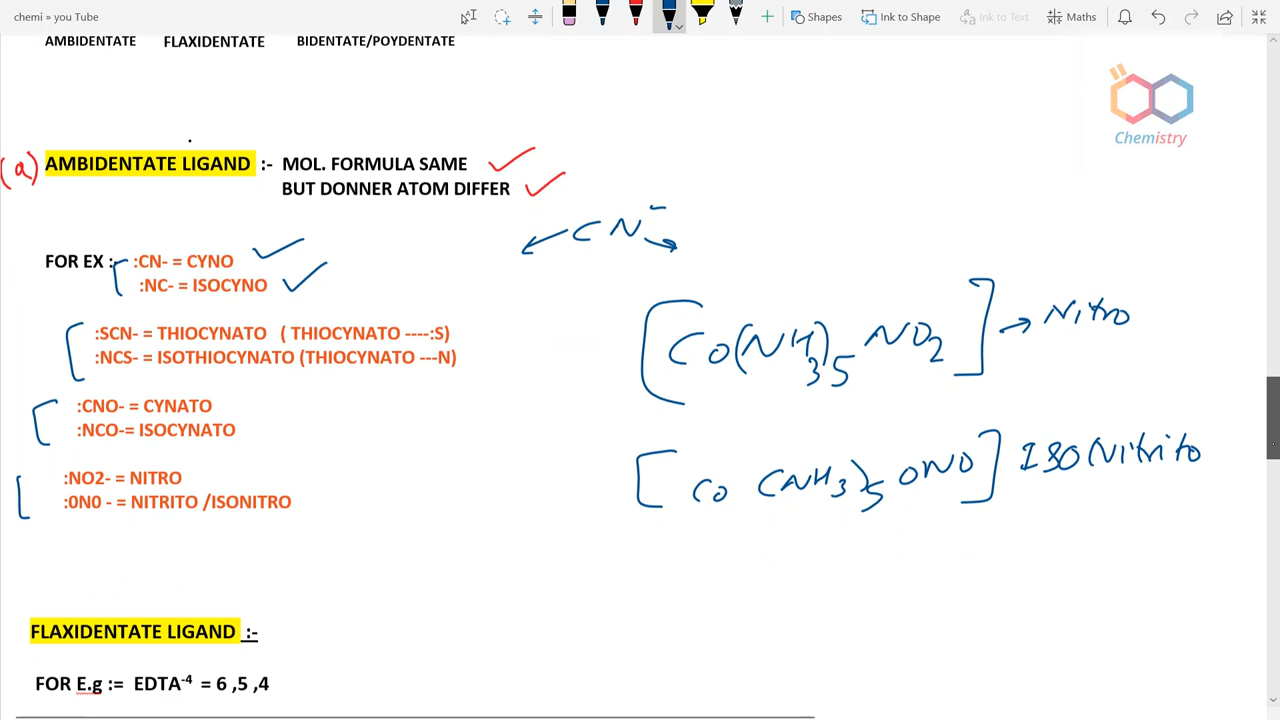 chemi » you Tube
Shapes Ink to Shape Ink to Text Maths
AMBIDENTATE FLAXIDENTATE BIDENTATE/POYDENTATE
Chemistry
(a) AMBIDENTATE LIGAND :- MOL. FORMULA SAME
BUT DONNER ATOM DIFFER
CN⁻
FOR EX :- :CN- = CYNO
:NC- = ISOCYNO
[Co(NH)₃)₅ NO₂] → Nitro
:SCN- = THIOCYNATO ( THIOCYNATO ----:S)
:NCS- = ISOTHIOCYNATO (THIOCYNATO ---N)
:CNO- = CYNATO
:NCO-= ISOCYNATO
[Co (NH₃)₅ ONO] ISO Nitrito
:NO2- = NITRO
:0N0 - = NITRITO /ISONITRO
FLAXIDENTATE LIGAND :-
FOR E.g := EDTA⁻⁴ = 6 ,5 ,4